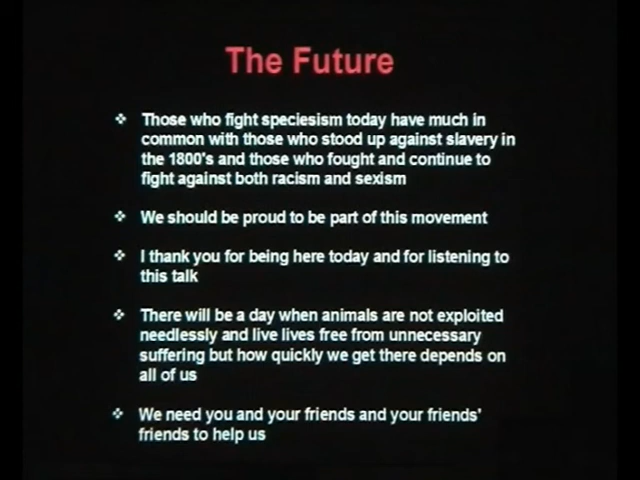 The Future
Those who fight speciesism today have much in
common with those who stood up against slavery in
the 1800's and those who fought and continue to
fight against both racism and sexism
We should be proud to be part of this movement
I thank you for being here today and for listening to
this talk
There will be a day when animals are not exploited
needlessly and live lives free from unnecessary
suffering but how quickly we get there depends on
all of us
We need you and your friends and your friends'
friends to help us